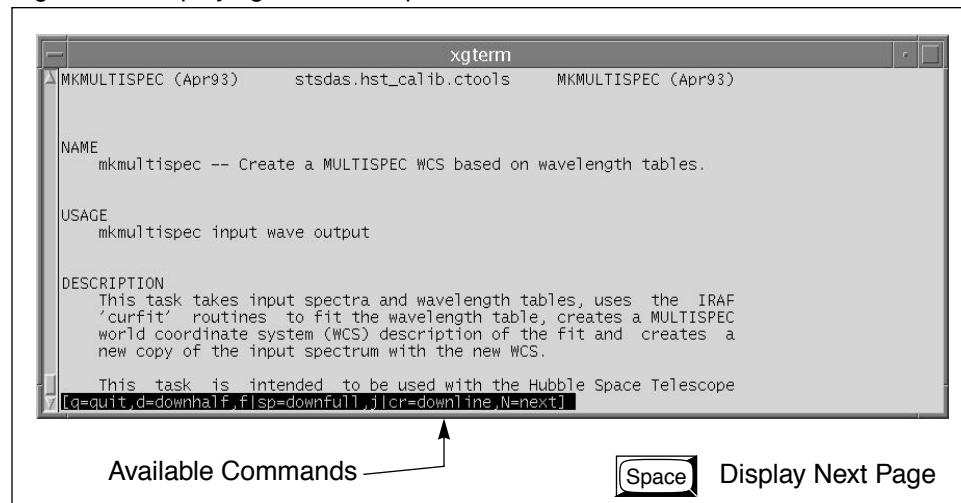 xgterm
MKMULTISPEC (Apr93) stsdas.hst_calib.ctools MKMULTISPEC (Apr93)
NAME
mkmultispec -- Create a MULTISPEC WCS based on wavelength tables.
USAGE
mkmultispec input wave output
DESCRIPTION
This task takes input spectra and wavelength tables, uses the IRAF
'curfit' routines to fit the wavelength table, creates a MULTISPEC
world coordinate system (WCS) description of the fit and creates a
new copy of the input spectrum with the new WCS.
This task is intended to be used with the Hubble Space Telescope
[q=quit,d=downhalf,f|sp=downfull,j|cr=downline,N=next]
Available Commands
Space Display Next Page